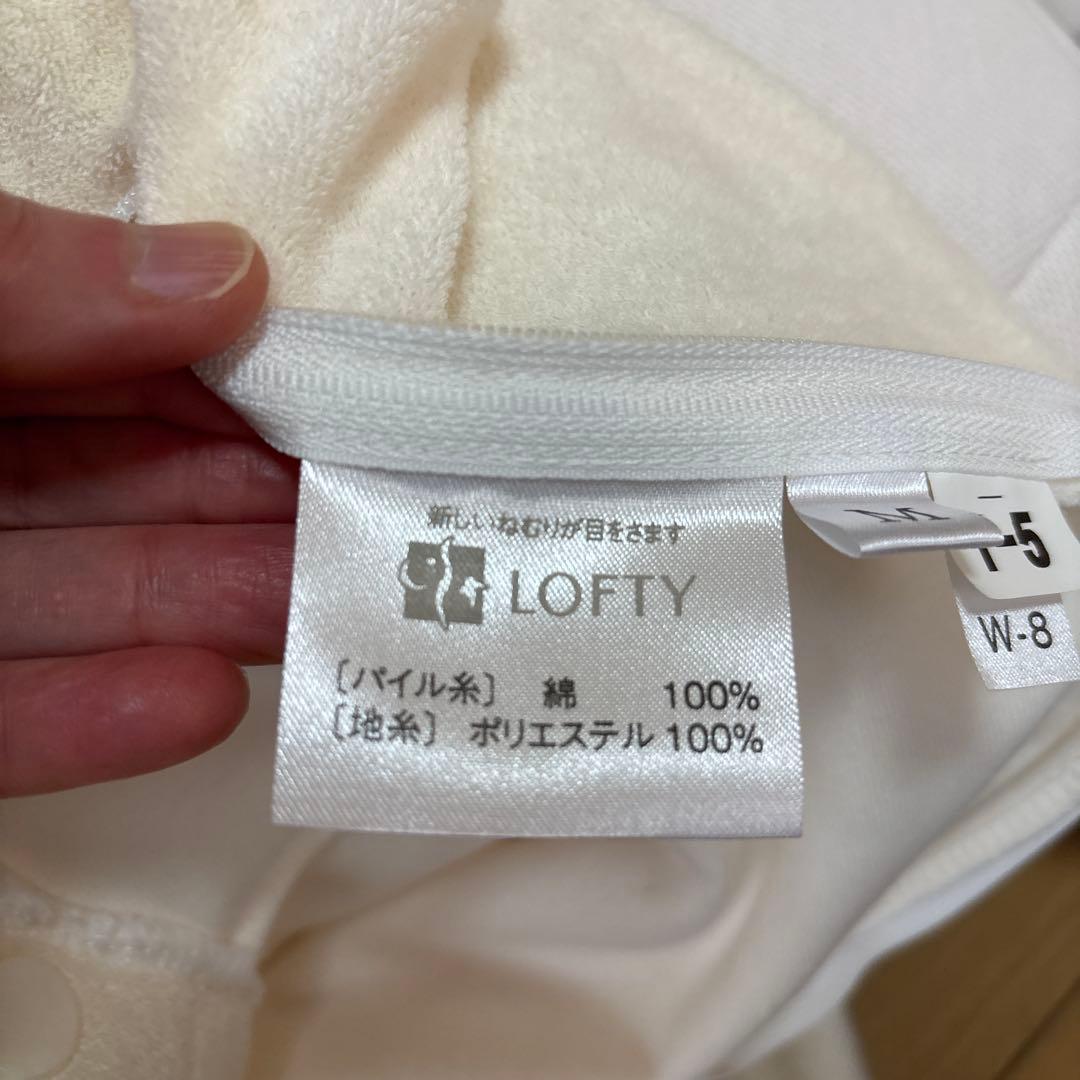 新しいねむりが目をさます
LOFTY
[パイル糸] 綿 100%
[地糸] ポリエステル 100%
M
-5
W-8